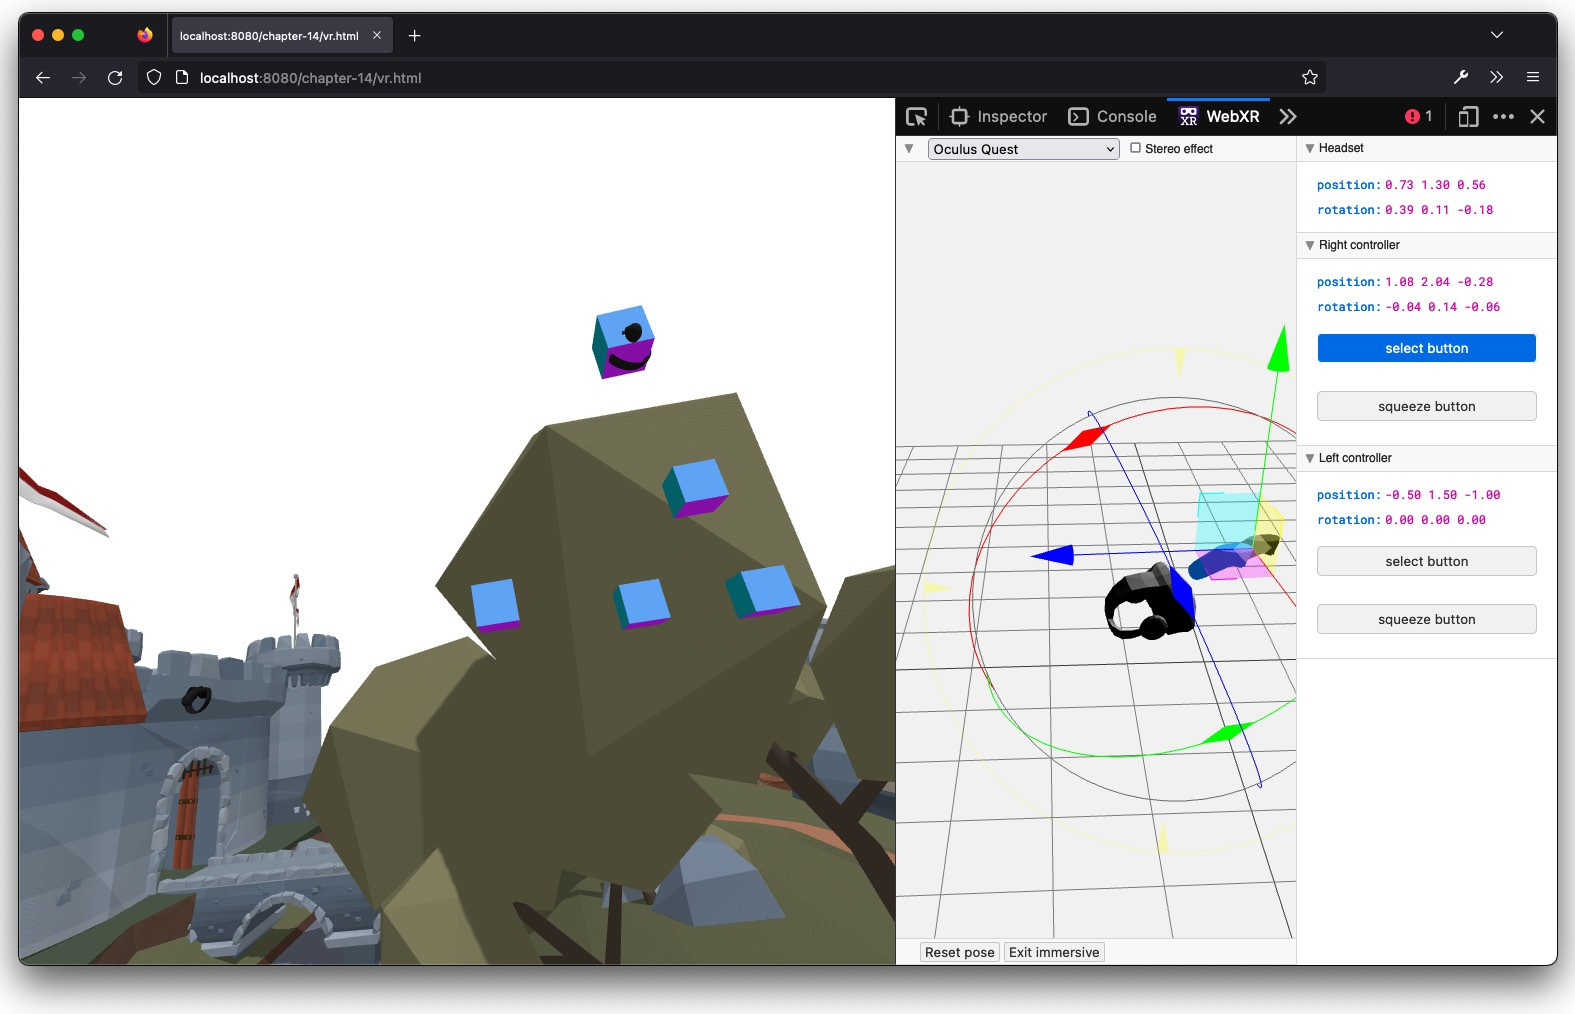 localhost:8080/chapter-14/vr.html
localhost:8080/chapter-14/vr.html
Inspector
Console
XR
WebXR
1
Oculus Quest
Stereo effect
Headset
position: 0.73 1.30 0.56
rotation: 0.39 0.11 -0.18
Right controller
position: 1.08 2.04 -0.28
rotation: -0.04 0.14 -0.06
select button
squeeze button
Left controller
position: -0.50 1.50 -1.00
rotation: 0.00 0.00 0.00
select button
squeeze button
Reset pose
Exit immersive